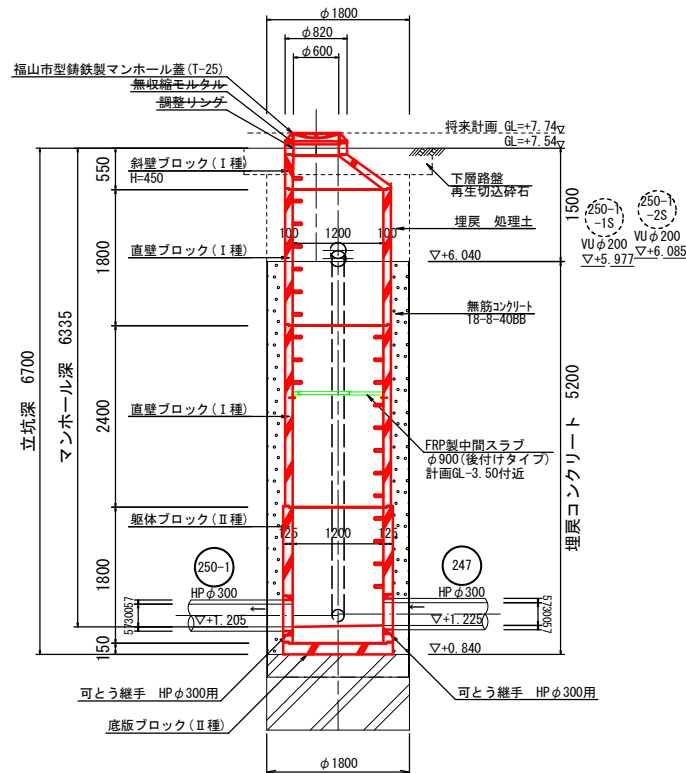 φ1800
φ820
φ600
福山市型鋳鉄製マンホール蓋(T-25)
無収縮モルタル
調整リング
将来計画 GL=+7.74
GL=+7.54
斜壁ブロック(Ⅰ種)
H=450
下層路盤
再生切込砕石
埋戻 処理土
100
1200
100
直壁ブロック(Ⅰ種)
▽+6.040
無筋コンクリート
18-8-40BB
250-1
-1S
VUφ200
▽+5.977
250-1
-2S
VUφ200
▽+6.085
550
1800
2400
1800
150
マンホール深 6335
立坑深 6700
1500
埋戻コンクリート 5200
直壁ブロック(Ⅰ種)
FRP製中間スラブ
φ900(後付けタイプ)
計画GL-3.50付近
躯体ブロック(Ⅱ種)
125
1200
125
250-1
HPφ300
▽+1.205
247
HPφ300
▽+1.225
5730057
5730057
▽+0.840
可とう継手 HPφ300用
可とう継手 HPφ300用
底版ブロック(Ⅱ種)
φ1800